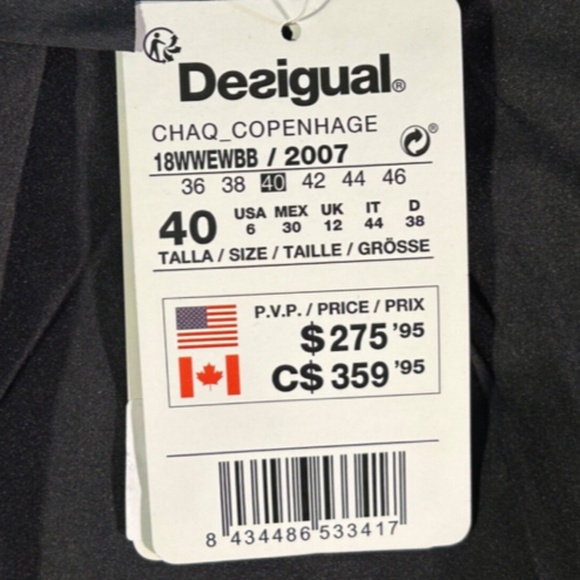 Desigual®
CHAQ_COPENHAGE
®
18WWEWBB / 2007
36 38 40 42 44 46
40 USA MEX UK IT D
6 30 12 44 38
TALLA / SIZE / TAILLE / GRÖSSE
P.V.P. / PRICE / PRIX
$275'95
C$359'95
8 434486 533417